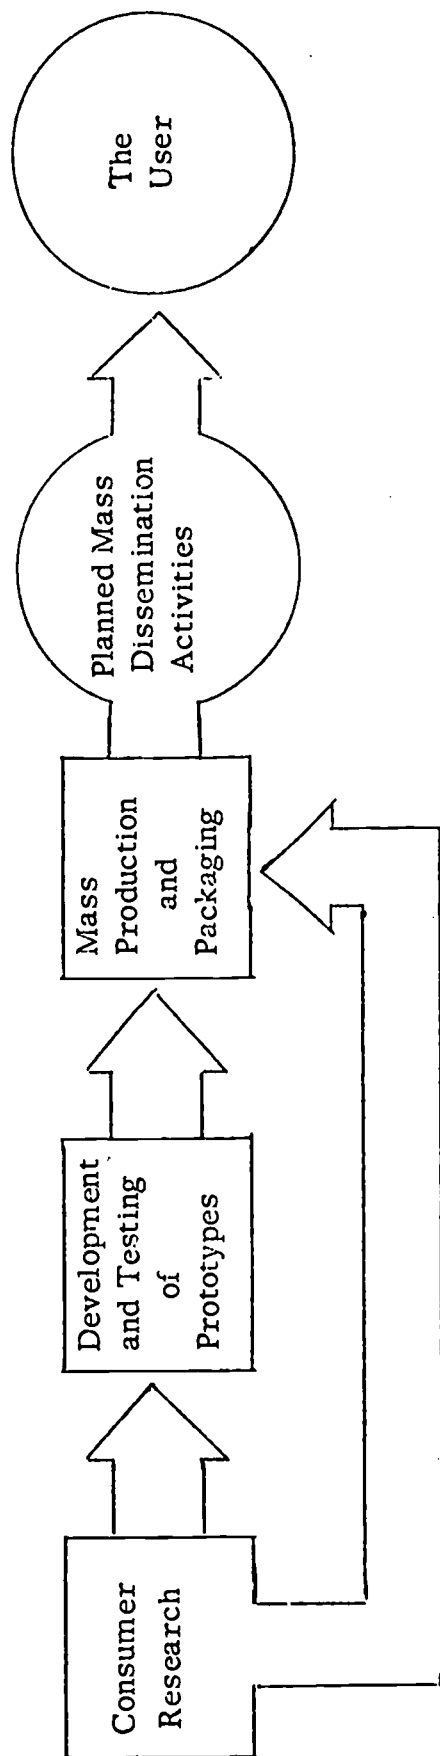 Consumer
Research
Development
and Testing
of
Prototypes
Mass
Production
and
Packaging
Planned Mass
Dissemination
Activities
The
User